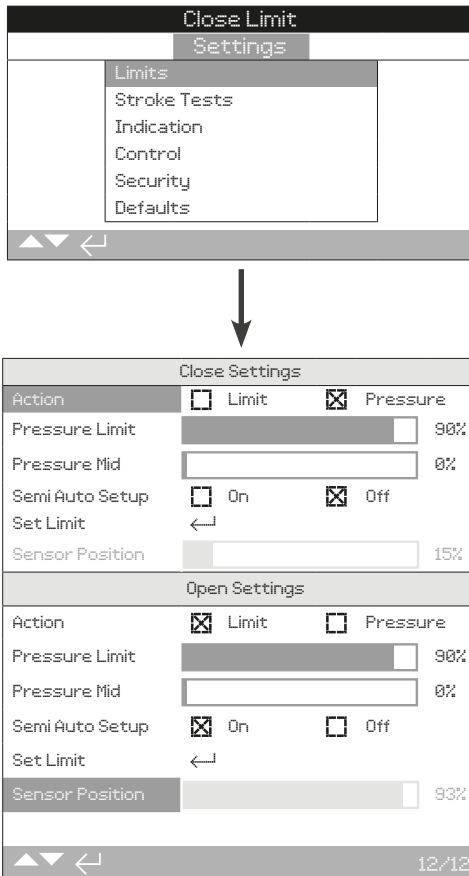 Close Limit
Settings
Limits
Stroke Tests
Indication
Control
Security
Defaults
Close Settings
Action Limit Pressure
Pressure Limit 90%
Pressure Mid 0%
Semi Auto Setup On Off
Set Limit
Sensor Position 15%
Open Settings
Action Limit Pressure
Pressure Limit 90%
Pressure Mid 0%
Semi Auto Setup On Off
Set Limit
Sensor Position 93%
12/12